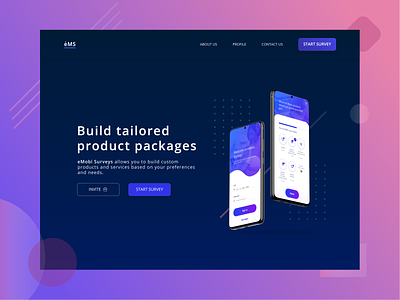 ėMS
ABOUT US
PROFILE
CONTACT US
START SURVEY
Build tailored
product packages
eMobi Surveys allows you to build custom
products and services based on your preferences
and needs.
INVITE
START SURVEY